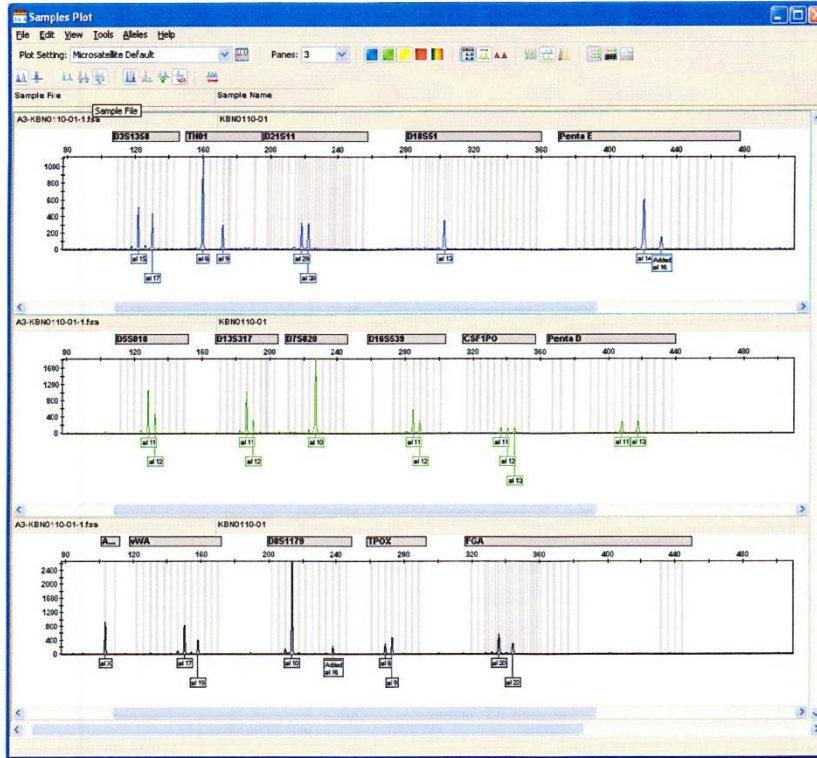 Samples Plot
File Edit View Tools Alleles Help
Plot Setting: Microsatellite Default Panes: 3
Sample File Sample Name
Sample File
A3-KBN0110-01-1.fsa KBN0110-01
D3S1358 TH01 D21S11 D18S51 Penta E
80 120 160 200 240 280 320 360 400 440 480
1000
800
600
400
200
0
al 15 al 6 al 9 al 29 al 13 al 14 Added
al 17 al 30 al 16
A3-KBN0110-01-1.fsa KBN0110-01
D5S818 D13S317 D7S820 D16S539 CSF1PO Penta D
80 120 160 200 240 280 320 360 400 440 480
1600
1200
800
400
0
al 11 al 11 al 10 al 11 al 11 al 11 al 13
al 12 al 12 al 12 al 12
al 13
A3-KBN0110-01-1.fsa KBN0110-01
A... vWA D8S1179 TPOX FGA
80 120 160 200 240 280 320 360 400 440 480
2400
2000
1600
1200
800
400
0
al X al 17 al 10 Added al 8 al 20
al 16
al 19 al 9 al 22